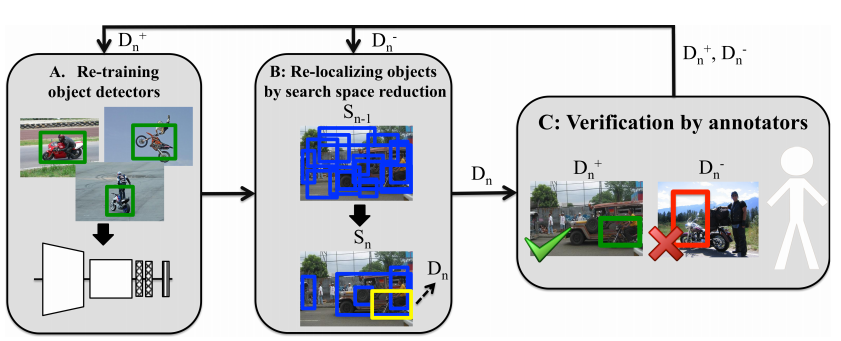 Dn+
Dn-
Dn+, Dn-
A. Re-training
object detectors
B: Re-localizing objects
by search space reduction
Sn-1
Sn
Dn
Dn
C: Verification by annotators
Dn+
Dn-